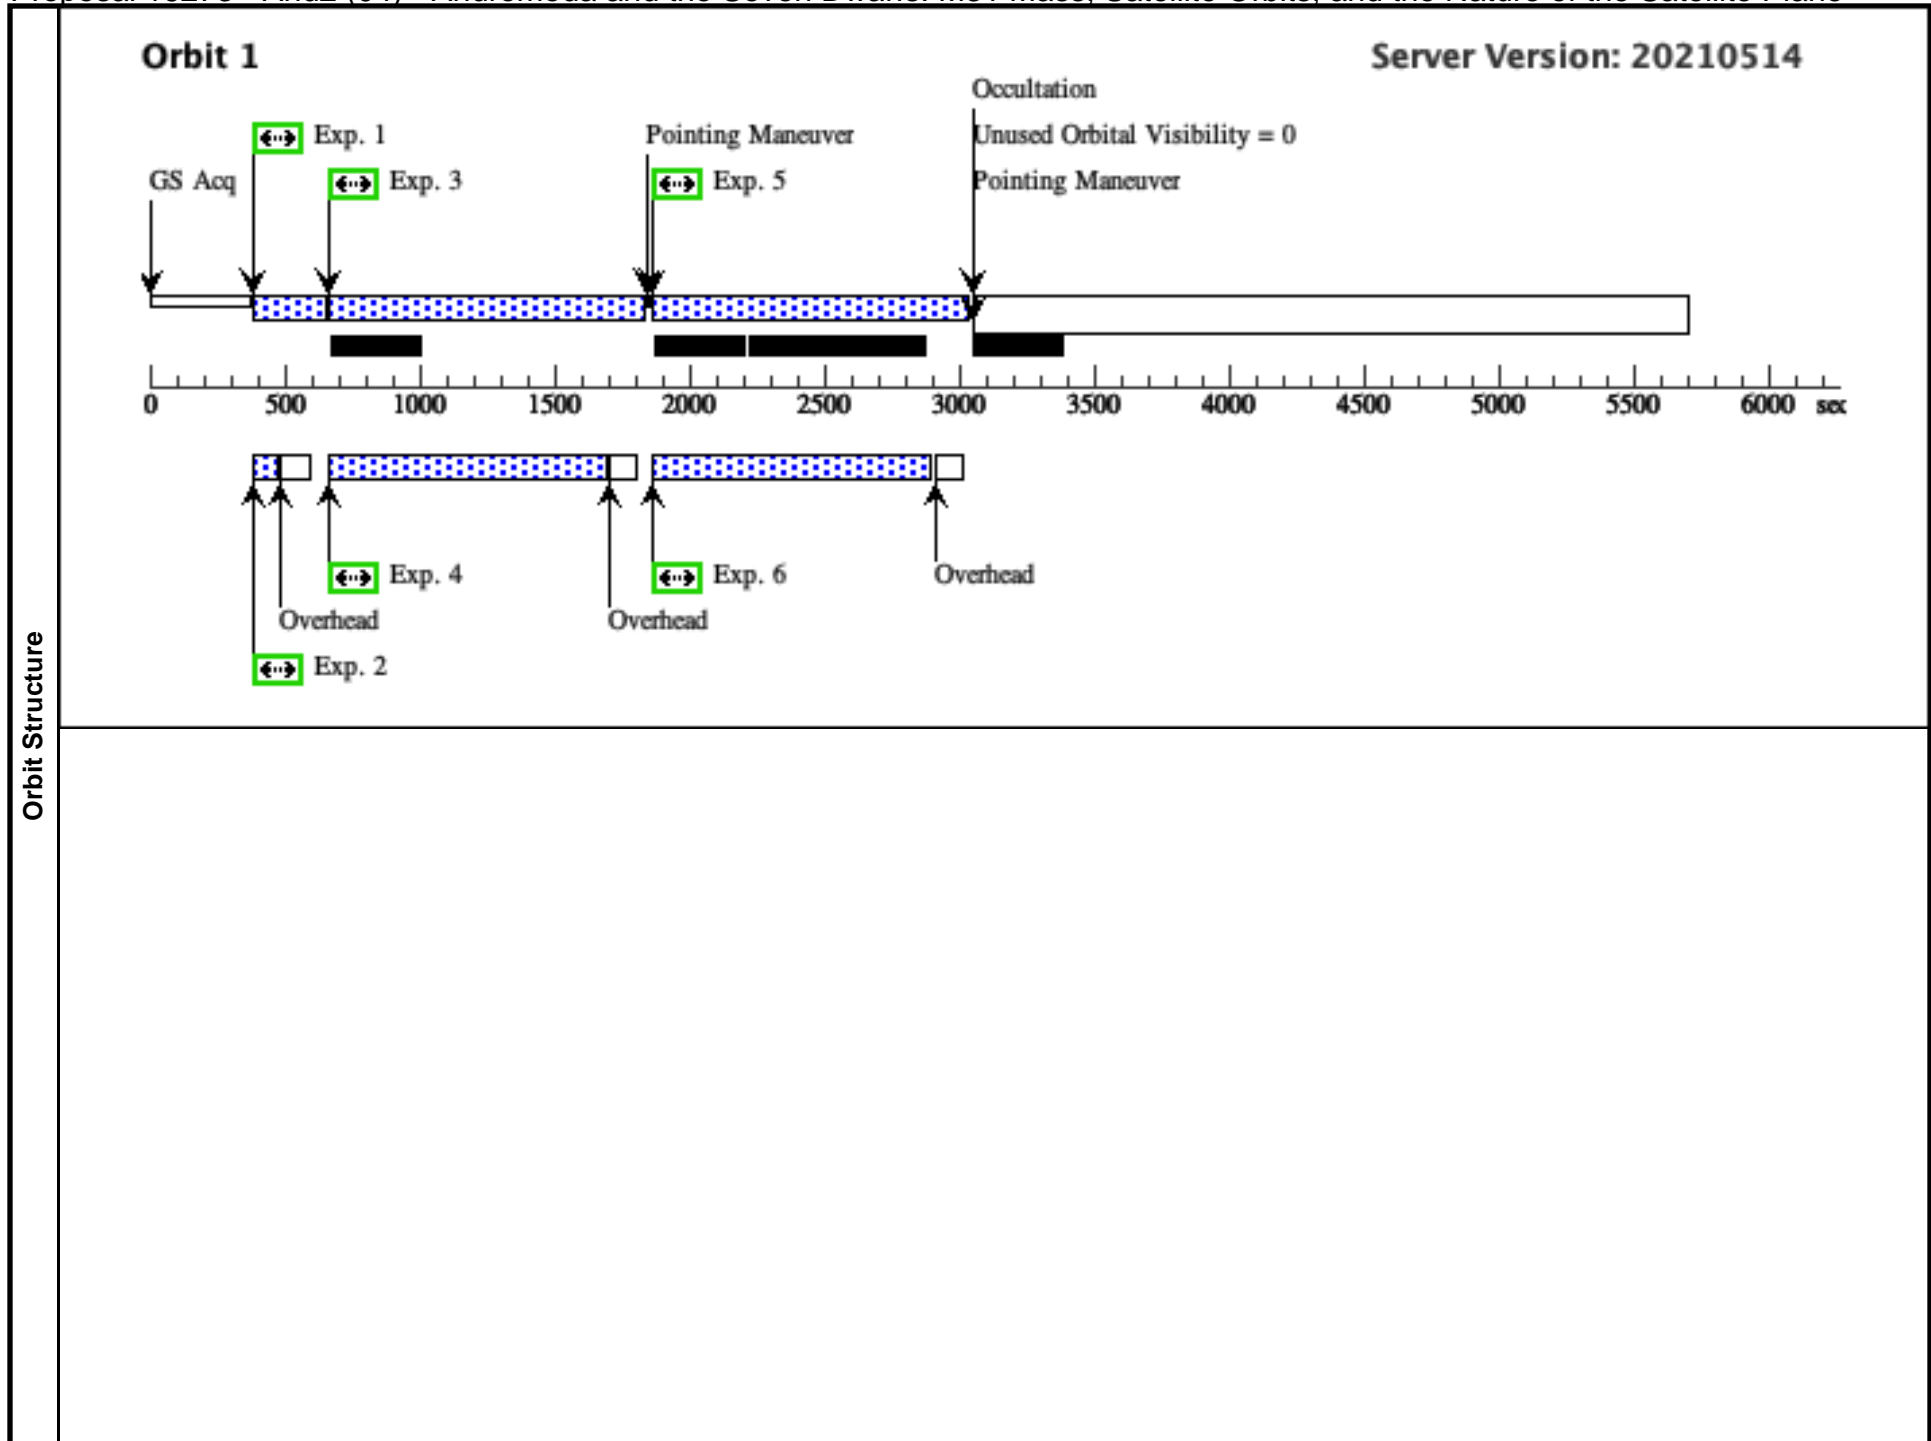 Orbit 1
Server Version: 20210514
Occultation
Exp. 1
Pointing Maneuver
Unused Orbital Visibility = 0
GS Acq
Exp. 3
Exp. 5
Pointing Maneuver
0 500 1000 1500 2000 2500 3000 3500 4000 4500 5000 5500 6000 sec
Exp. 4
Exp. 6
Overhead
Overhead
Overhead
Exp. 2
Orbit Structure